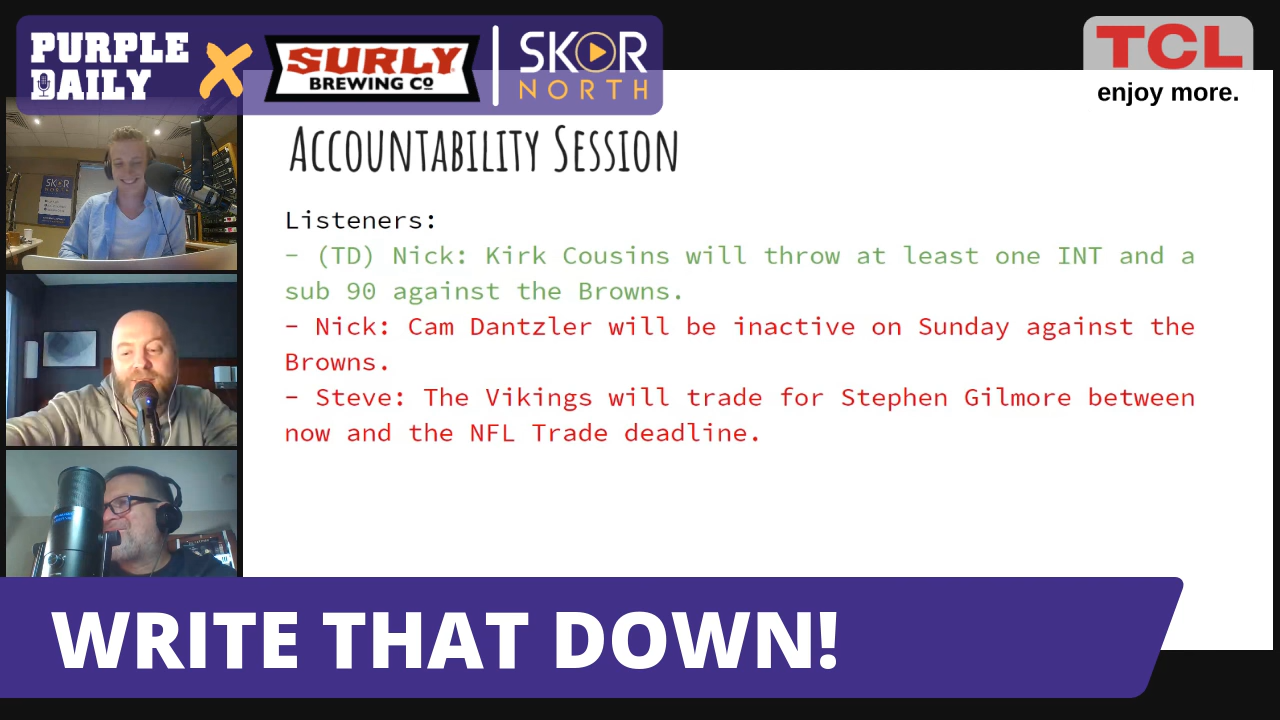 PURPLE DAILY
X
SURLY BREWING CO
SKOR NORTH
TCL
enjoy more.
SKOR
NORTH
Accountability Session
Listeners:
- (TD) Nick: Kirk Cousins will throw at least one INT and a
sub 90 against the Browns.
- Nick: Cam Dantzler will be inactive on Sunday against the
Browns.
- Steve: The Vikings will trade for Stephen Gilmore between
now and the NFL Trade deadline.
WRITE THAT DOWN!